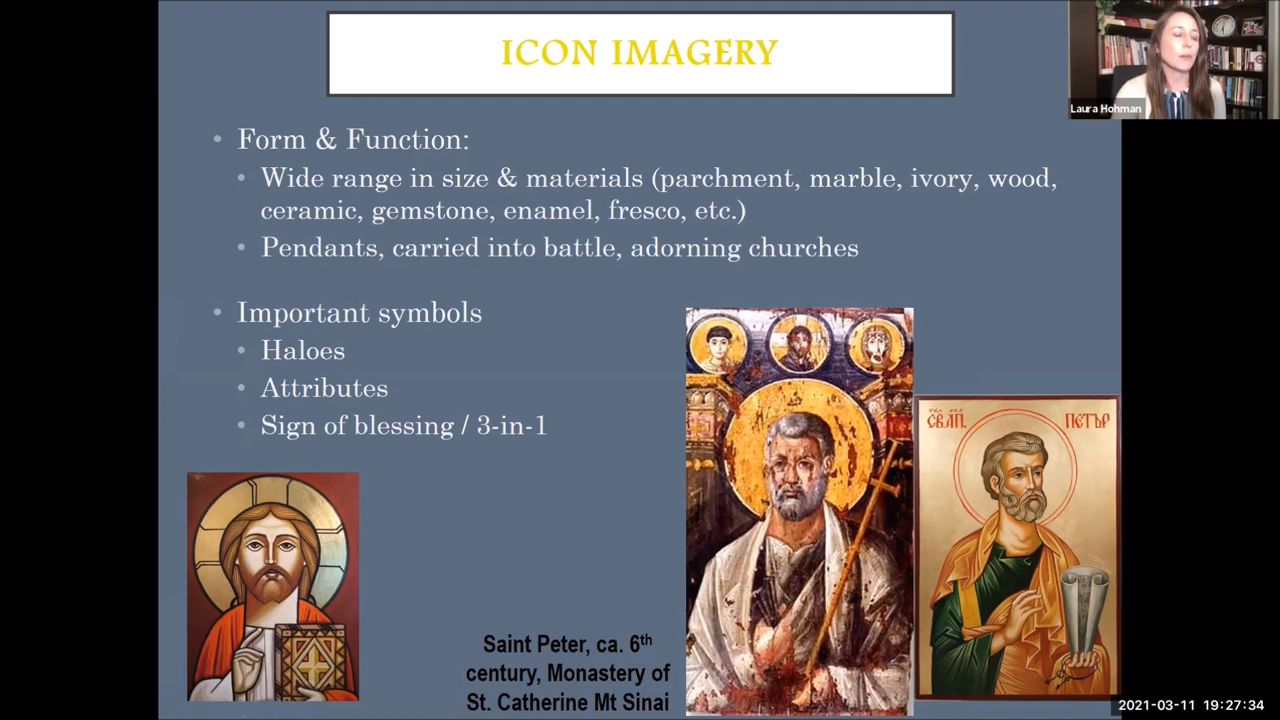 ICON IMAGERY
Laura Hohman
• Form & Function:
• Wide range in size & materials (parchment, marble, ivory, wood,
ceramic, gemstone, enamel, fresco, etc.)
• Pendants, carried into battle, adorning churches
• Important symbols
• Haloes
• Attributes
• Sign of blessing / 3-in-1
СВ. АП. ПЕТЪР
Saint Peter, ca. 6th
century, Monastery of
St. Catherine Mt Sinai
2021-03-11 19:27:34